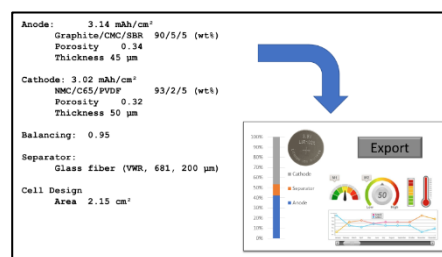 Anode: 3.14 mAh/cm²
Graphite/CMC/SBR 90/5/5 (wt%)
Porosity 0.34
Thickness 45 µm
Cathode: 3.02 mAh/cm²
NMC/C65/PVDF 93/2/5 (wt%)
Porosity 0.32
Thickness 50 µm
Balancing: 0.95
Separator:
Glass fiber (VWR, 681, 200 µm)
Cell Design
Area 2.15 cm²
100%
90%
80%
70%
60%
50%
40%
30%
20%
10%
0%
Cathode
Separator
Anode
Export
50